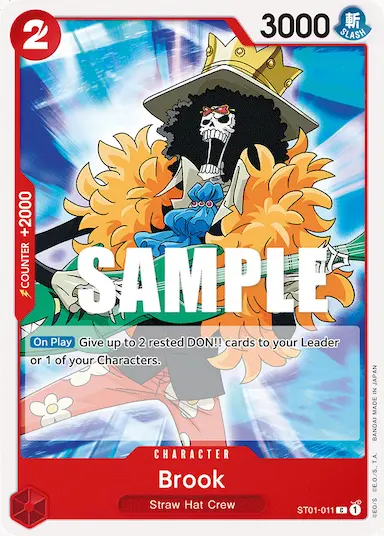 2
3000
斬
SLASH
COUNTER +2000
SAMPLE
On Play Give up to 2 rested DON!! cards to your Leader
or 1 of your Characters.
CHARACTER
Brook
Straw Hat Crew
ST01-011 C 1
©E.O/S ©E.O./S., T.A. BANDAI MADE IN JAPAN